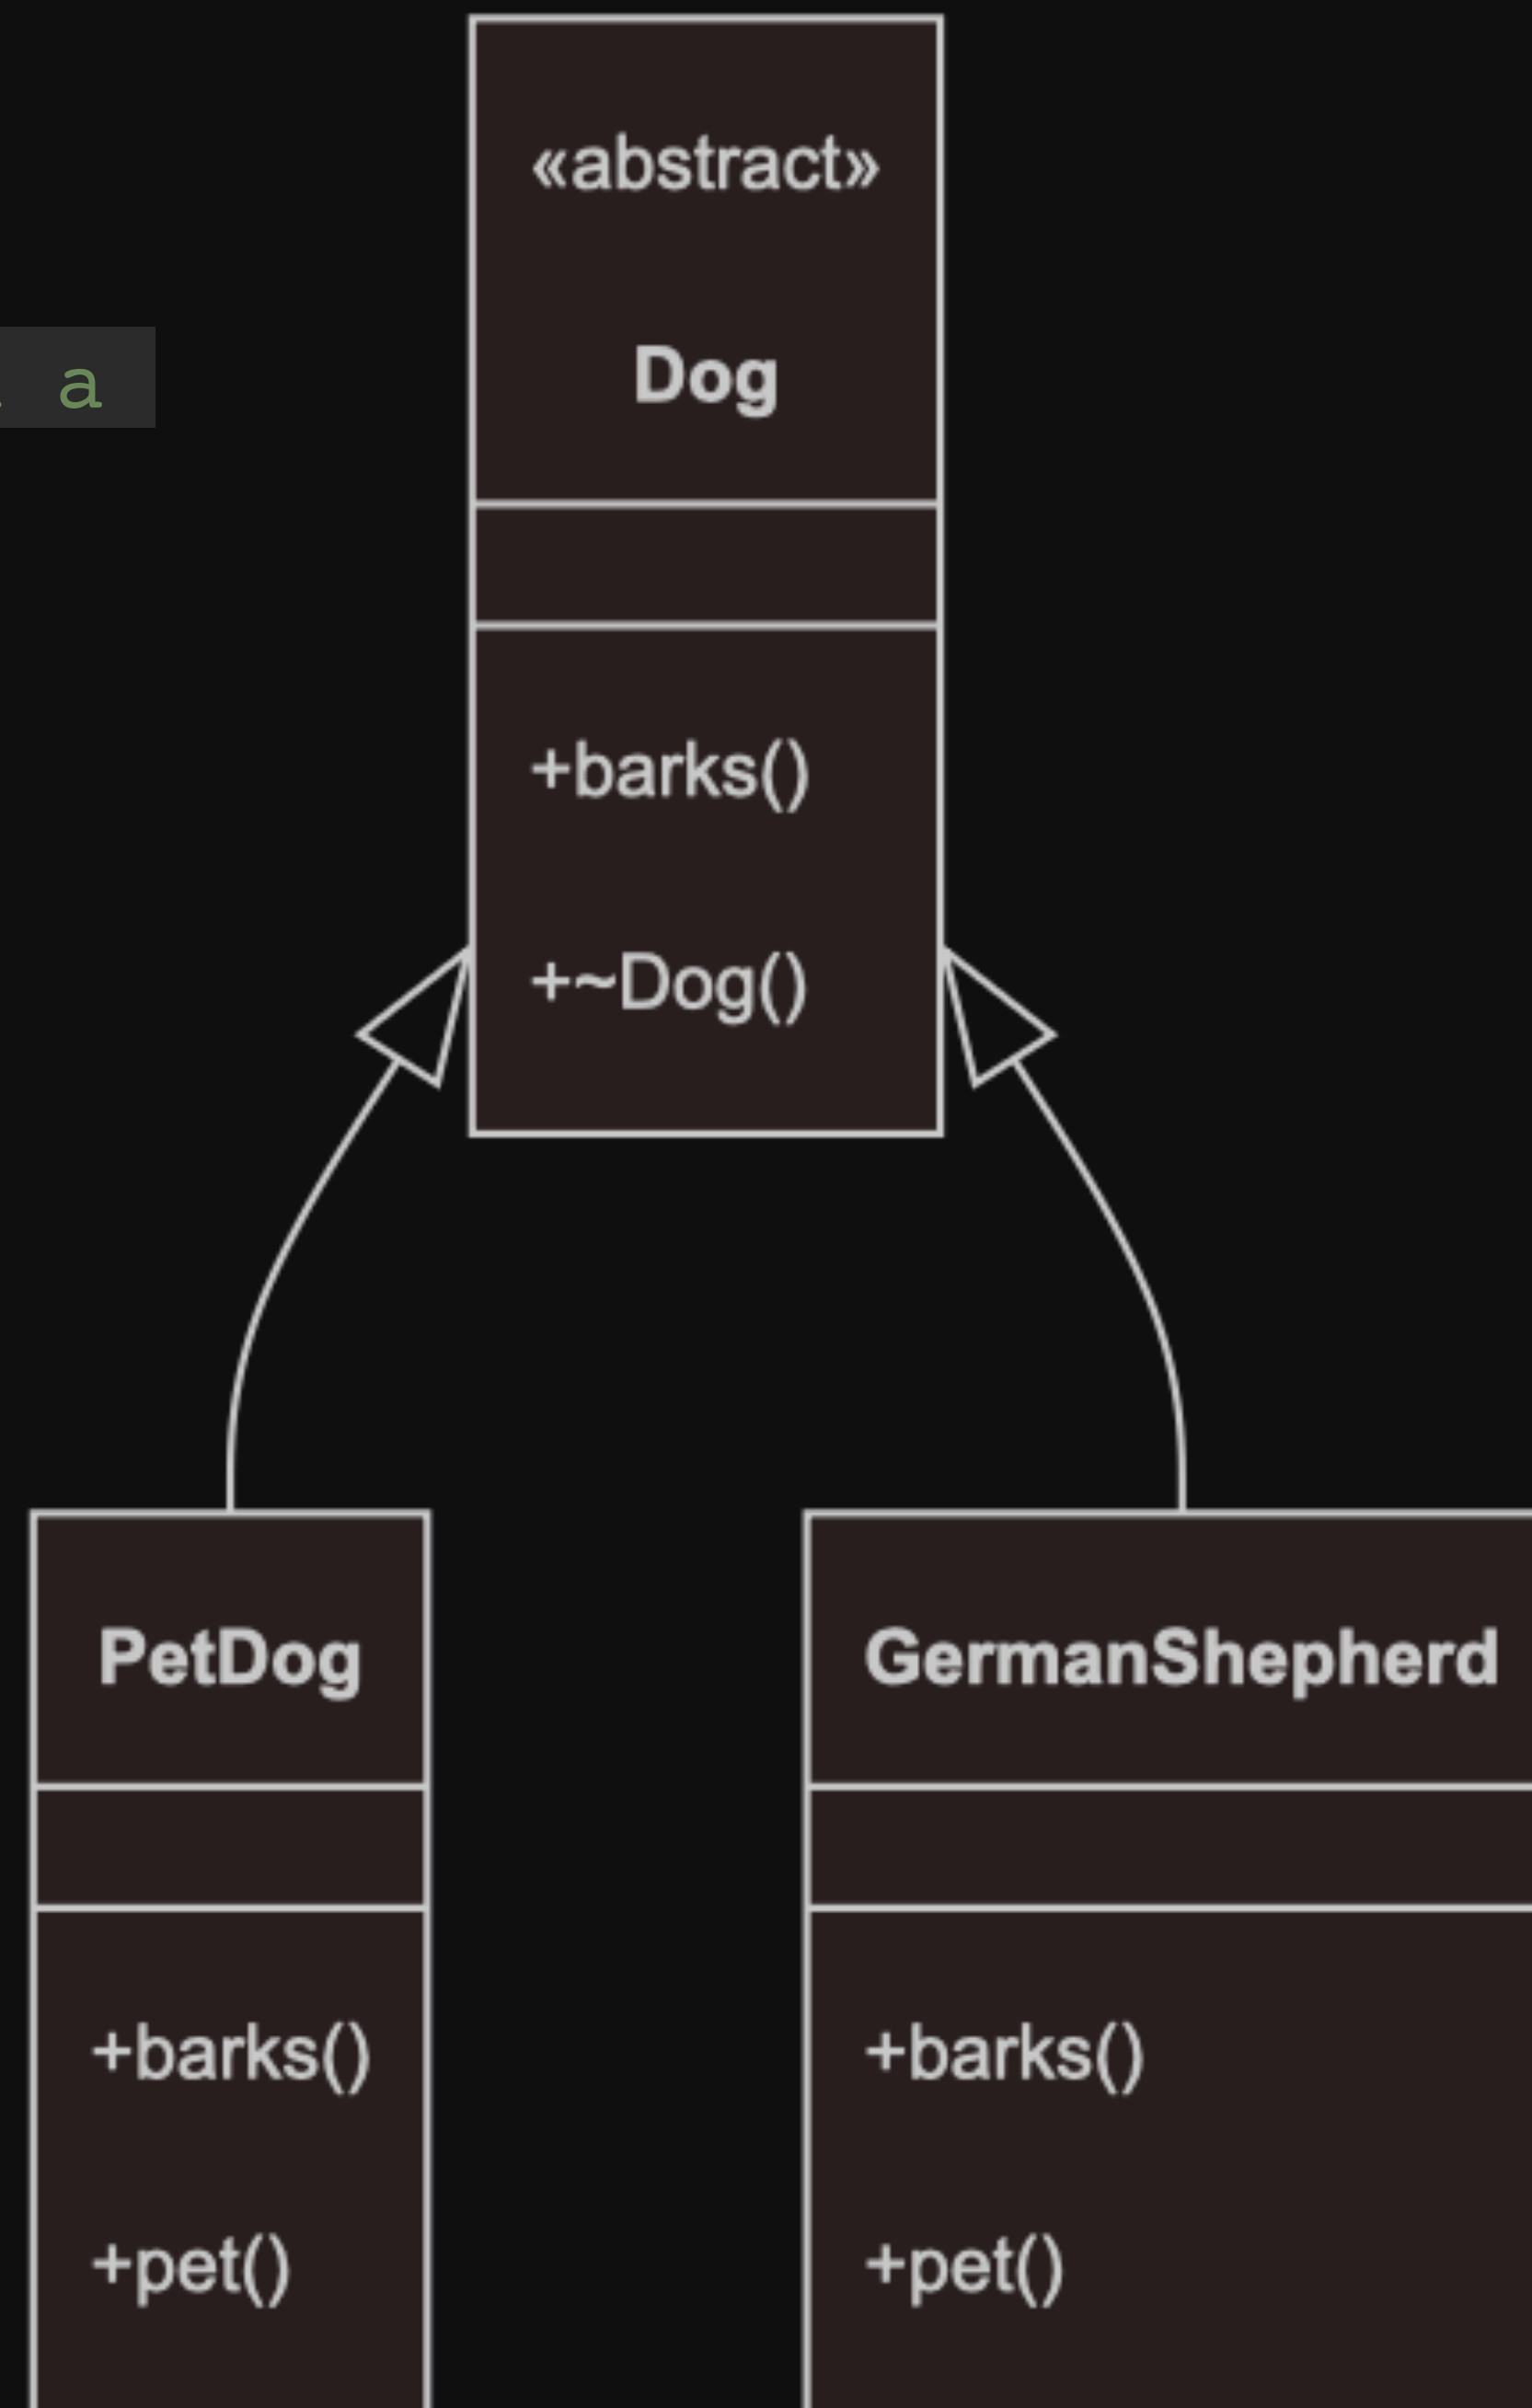 «abstract»
a
Dog
+barks()
+~Dog()
PetDog
GermanShepherd
+barks()
+barks()
+pet()
+pet()